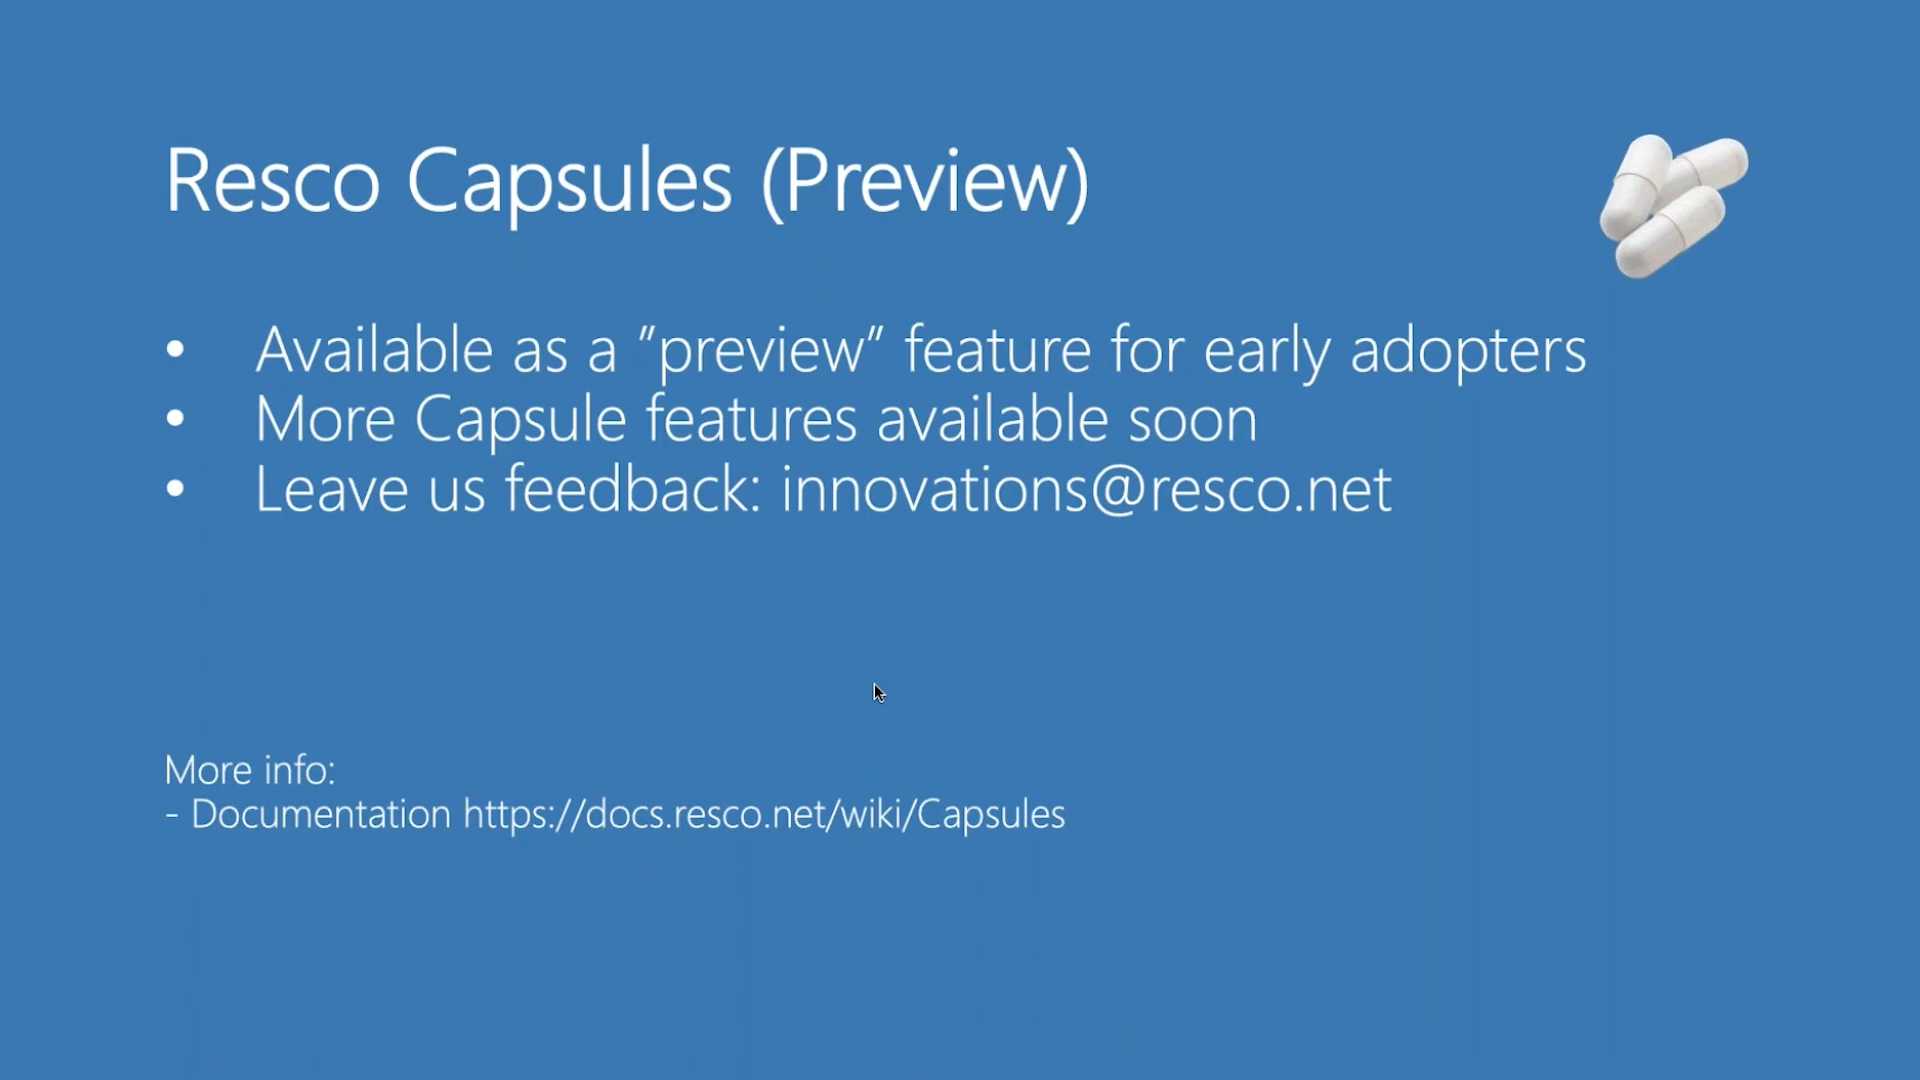 Resco Capsules (Preview)
• Available as a "preview" feature for early adopters
• More Capsule features available soon
• Leave us feedback: innovations@resco.net
More info:
- Documentation https://docs.resco.net/wiki/Capsules